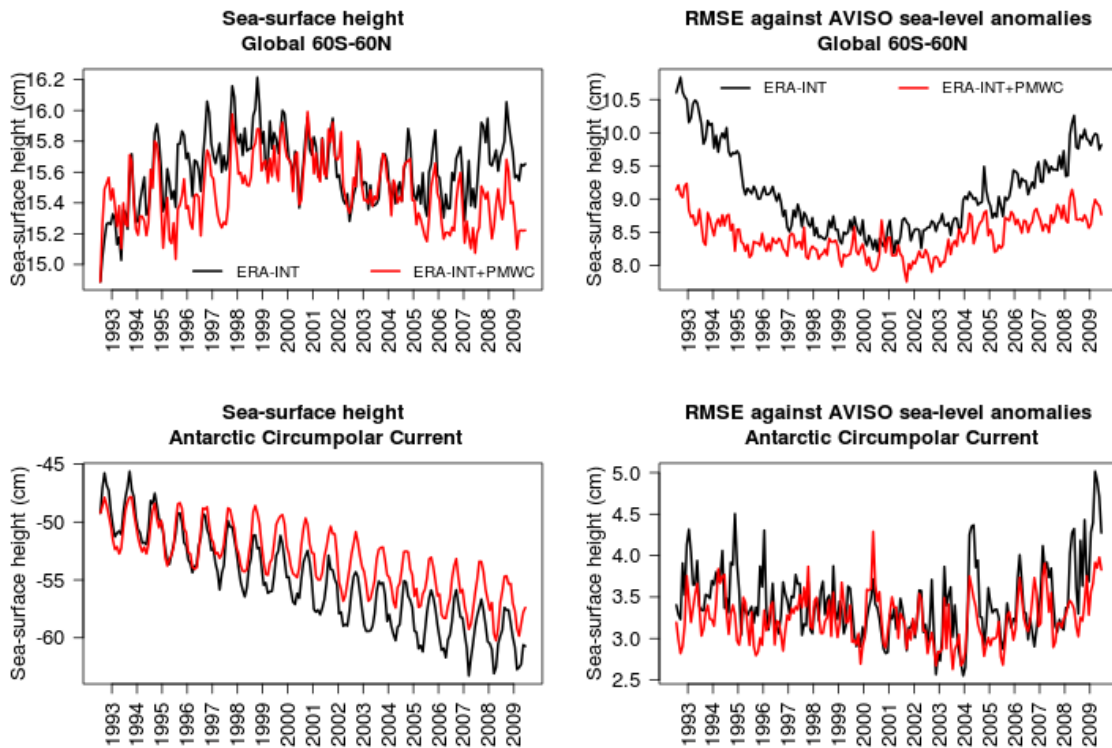 Sea-surface height
Global 60S-60N
Sea-surface height (cm)
16.2
16.0
15.8
15.6
15.4
15.2
15.0
ERA-INT
ERA-INT+PMWC
1993 1994 1995 1996 1997 1998 1999 2000 2001 2002 2003 2004 2005 2006 2007 2008 2009
RMSE against AVISO sea-level anomalies
Global 60S-60N
Sea-surface height (cm)
10.5
10.0
9.5
9.0
8.5
8.0
ERA-INT
ERA-INT+PMWC
1993 1994 1995 1996 1997 1998 1999 2000 2001 2002 2003 2004 2005 2006 2007 2008 2009
Sea-surface height
Antarctic Circumpolar Current
Sea-surface height (cm)
-45
-50
-55
-60
1993 1994 1995 1996 1997 1998 1999 2000 2001 2002 2003 2004 2005 2006 2007 2008 2009
RMSE against AVISO sea-level anomalies
Antarctic Circumpolar Current
Sea-surface height (cm)
5.0
4.5
4.0
3.5
3.0
2.5
1993 1994 1995 1996 1997 1998 1999 2000 2001 2002 2003 2004 2005 2006 2007 2008 2009